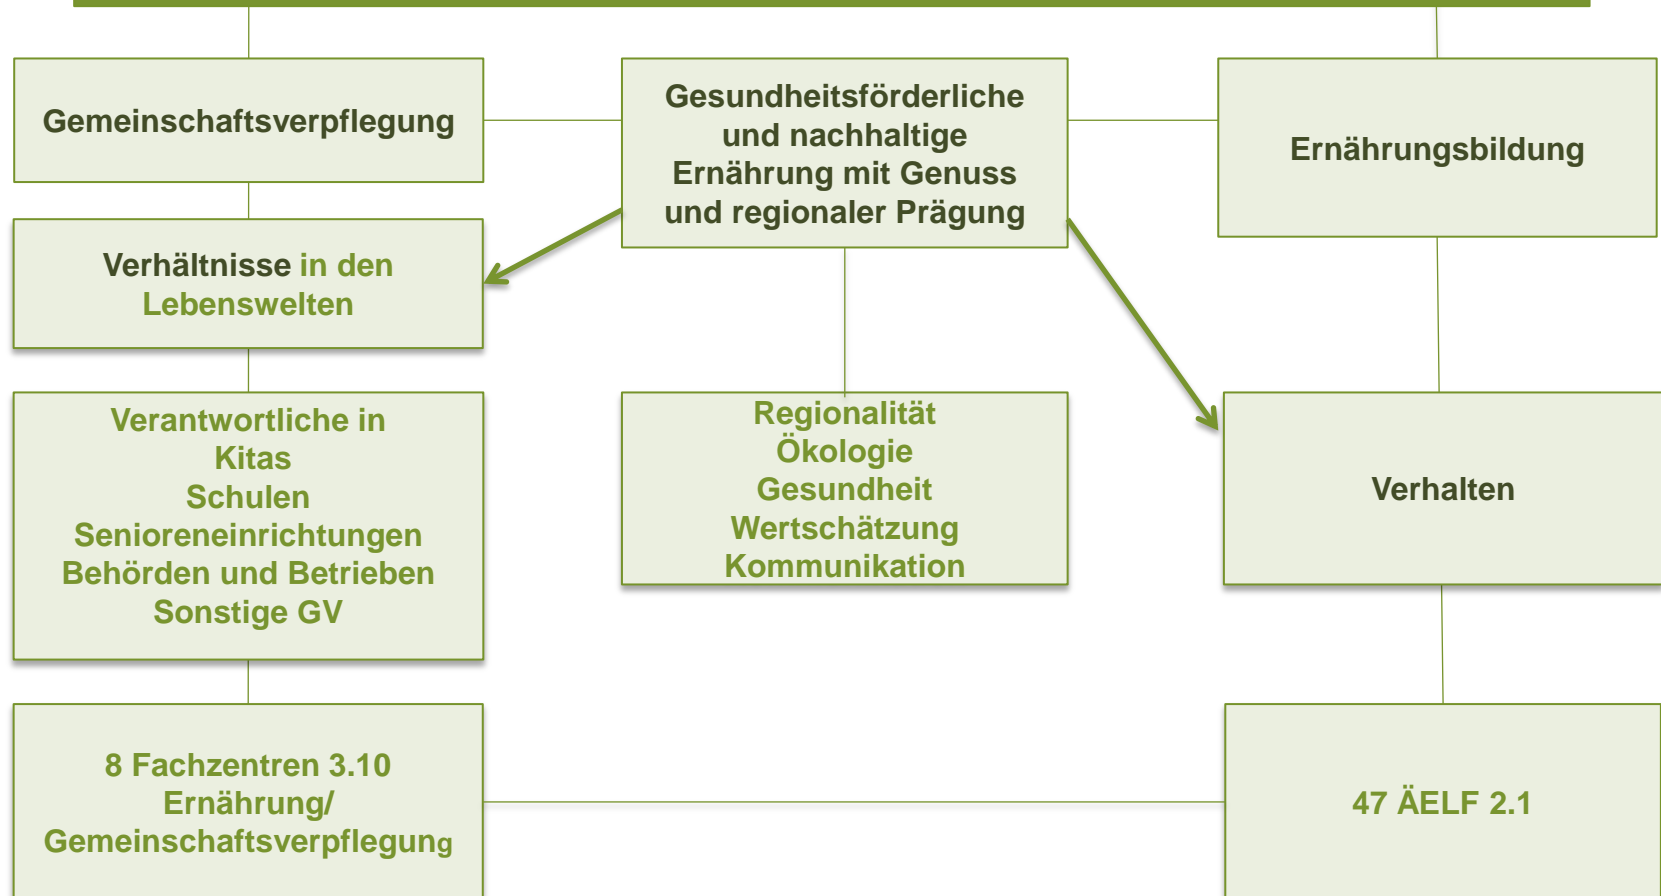 Gemeinschaftsverpflegung
Gesundheitsförderliche
und nachhaltige
Ernährung mit Genuss
und regionaler Prägung
Ernährungsbildung
Verhältnisse in den
Lebenswelten
Verantwortliche in
Kitas
Schulen
Senioreneinrichtungen
Behörden und Betrieben
Sonstige GV
Regionalität
Ökologie
Gesundheit
Wertschätzung
Kommunikation
Verhalten
8 Fachzentren 3.10
Ernährung/
Gemeinschaftsverpflegung
47 ÄELF 2.1